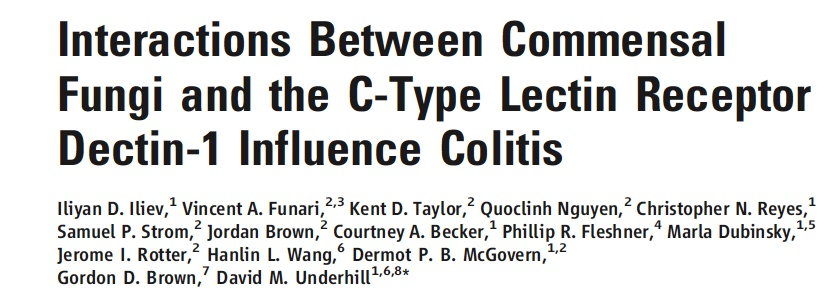 Interactions Between Commensal
Fungi and the C-Type Lectin Receptor
Dectin-1 Influence Colitis
Iliyan D. Iliev,1 Vincent A. Funari,2,3 Kent D. Taylor,2 Quoclinh Nguyen,2 Christopher N. Reyes,1
Samuel P. Strom,2 Jordan Brown,2 Courtney A. Becker,1 Phillip R. Fleshner,4 Marla Dubinsky,1,5
Jerome I. Rotter,2 Hanlin L. Wang,6 Dermot P. B. McGovern,1,2
Gordon D. Brown,7 David M. Underhill1,6,8*